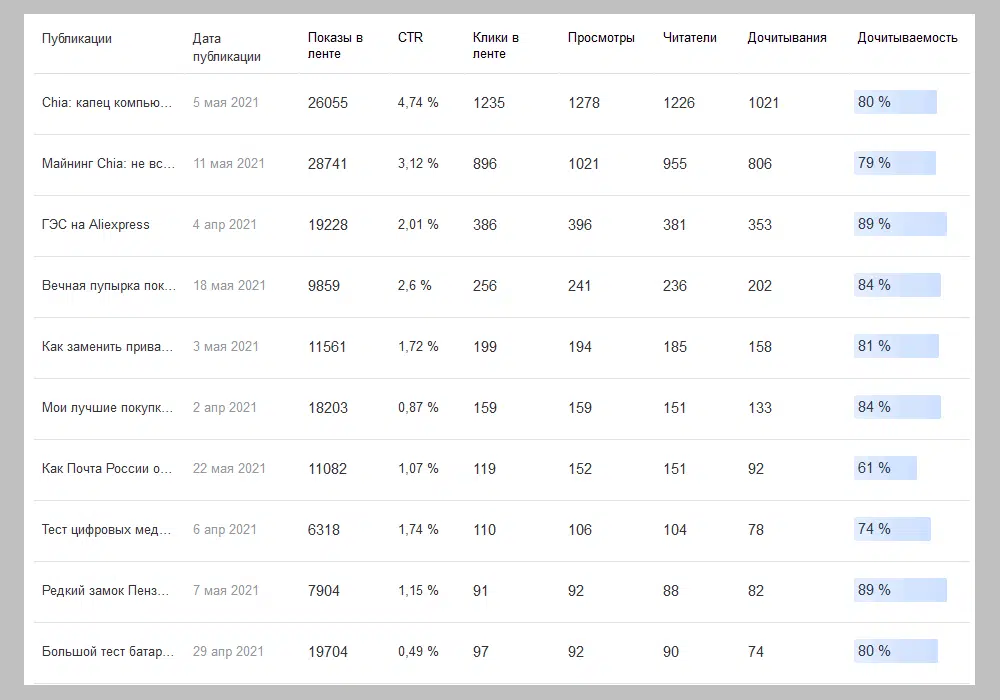 Публикации Дата публикации Показы в ленте CTR Клики в ленте Просмотры Читатели Дочитывания Дочитываемость
Chia: капец компью... 5 мая 2021 26055 4,74 % 1235 1278 1226 1021 80 %
Майнинг Chia: не вс... 11 мая 2021 28741 3,12 % 896 1021 955 806 79 %
ГЭС на Aliexpress 4 апр 2021 19228 2,01 % 386 396 381 353 89 %
Вечная пупырка пок... 18 мая 2021 9859 2,6 % 256 241 236 202 84 %
Как заменить прива... 3 мая 2021 11561 1,72 % 199 194 185 158 81 %
Мои лучшие покупк... 2 апр 2021 18203 0,87 % 159 159 151 133 84 %
Как Почта России о... 22 мая 2021 11082 1,07 % 119 152 151 92 61 %
Тест цифровых мед... 6 апр 2021 6318 1,74 % 110 106 104 78 74 %
Редкий замок Пенз... 7 мая 2021 7904 1,15 % 91 92 88 82 89 %
Большой тест батар... 29 апр 2021 19704 0,49 % 97 92 90 74 80 %